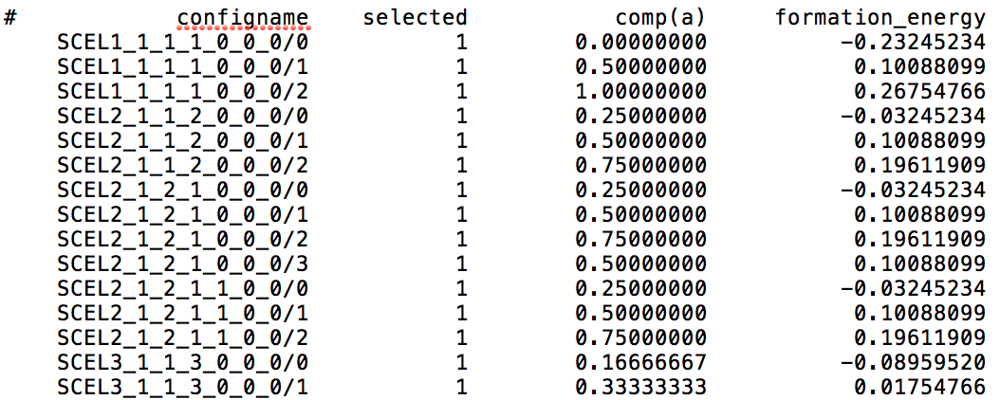 # configname selected comp(a) formation_energy
SCEL1_1_1_1_0_0_0/0 1 0.00000000 -0.23245234
SCEL1_1_1_1_0_0_0/1 1 0.50000000 0.10088099
SCEL1_1_1_1_0_0_0/2 1 1.00000000 0.26754766
SCEL2_1_1_2_0_0_0/0 1 0.25000000 -0.03245234
SCEL2_1_1_2_0_0_0/1 1 0.50000000 0.10088099
SCEL2_1_1_2_0_0_0/2 1 0.75000000 0.19611909
SCEL2_1_2_1_0_0_0/0 1 0.25000000 -0.03245234
SCEL2_1_2_1_0_0_0/1 1 0.50000000 0.10088099
SCEL2_1_2_1_0_0_0/2 1 0.75000000 0.19611909
SCEL2_1_2_1_0_0_0/3 1 0.50000000 0.10088099
SCEL2_1_2_1_1_0_0/0 1 0.25000000 -0.03245234
SCEL2_1_2_1_1_0_0/1 1 0.50000000 0.10088099
SCEL2_1_2_1_1_0_0/2 1 0.75000000 0.19611909
SCEL3_1_1_3_0_0_0/0 1 0.16666667 -0.08959520
SCEL3_1_1_3_0_0_0/1 1 0.33333333 0.01754766